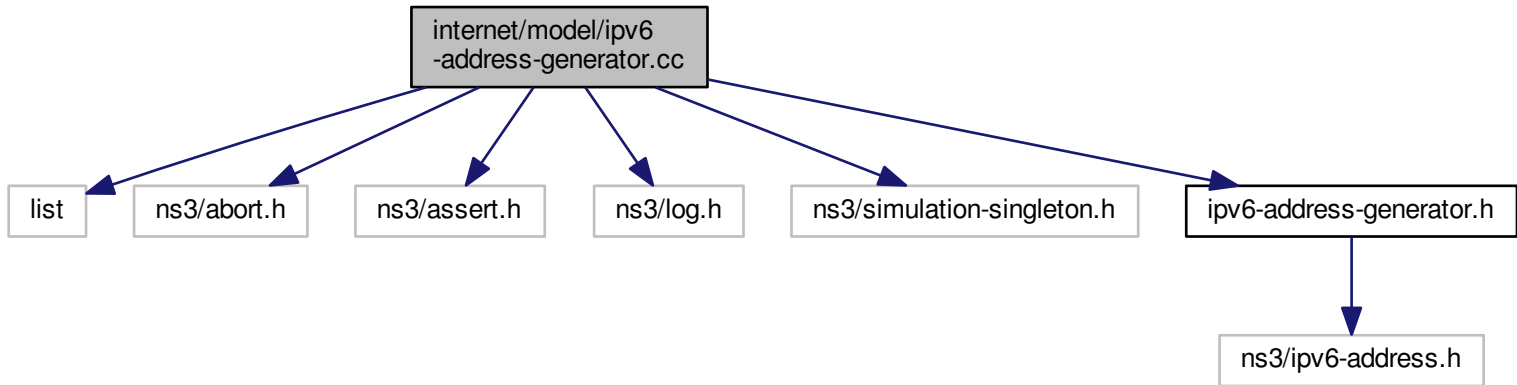 internet/model/ipv6
-address-generator.cc
list
ns3/abort.h
ns3/assert.h
ns3/log.h
ns3/simulation-singleton.h
ipv6-address-generator.h
ns3/ipv6-address.h